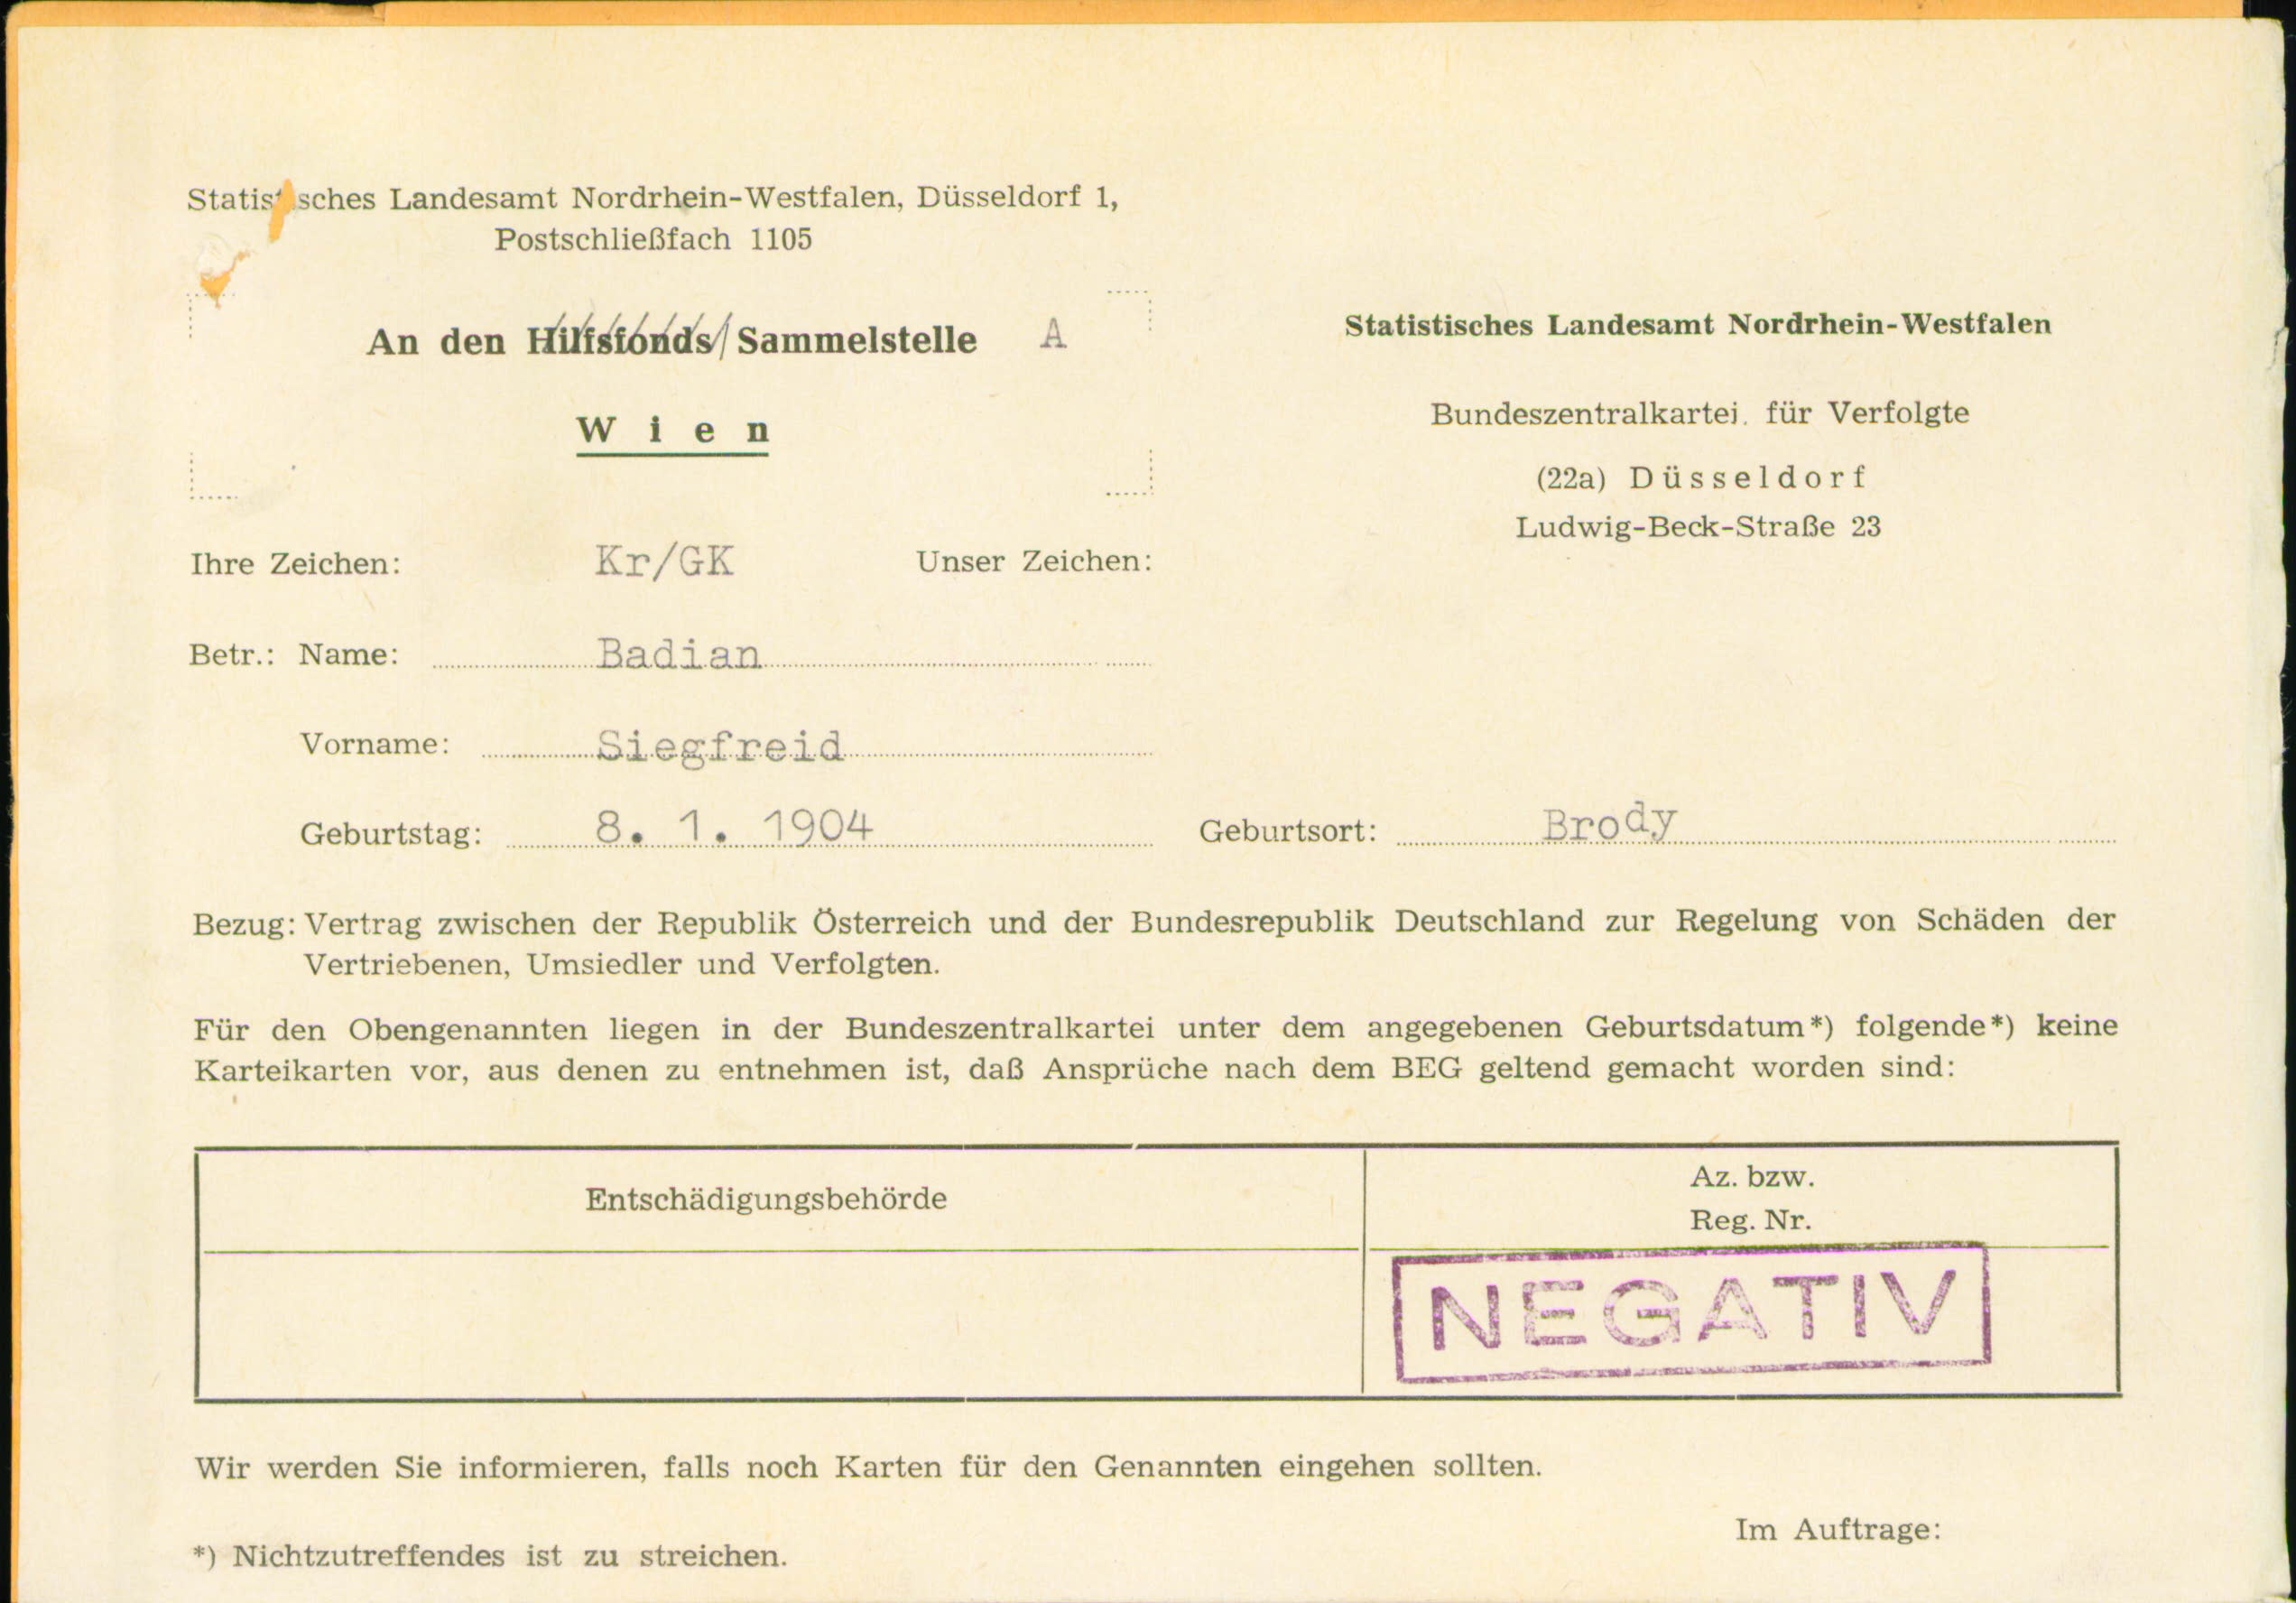 Statistisches Landesamt Nordrhein-Westfalen, Düsseldorf 1,
Postschließfach 1105
An den Hilfsfonds/Sammelstelle A
Wien
Statistisches Landesamt Nordrhein-Westfalen
Bundeszentralkartei für Verfolgte
(22a) Düsseldorf
Ludwig-Beck-Straße 23
Ihre Zeichen: Kr/GK Unser Zeichen:
Betr.: Name: Badian
Vorname: Siegfreid
Geburtstag: 8. 1. 1904 Geburtsort: Brody
Bezug: Vertrag zwischen der Republik Österreich und der Bundesrepublik Deutschland zur Regelung von Schäden der
Vertriebenen, Umsiedler und Verfolgten.
Für den Obengenannten liegen in der Bundeszentralkartei unter dem angegebenen Geburtsdatum*) folgende*) keine
Karteikarten vor, aus denen zu entnehmen ist, daß Ansprüche nach dem BEG geltend gemacht worden sind:
Entschädigungsbehörde
Az. bzw.
Reg. Nr.
NEGATIV
Wir werden Sie informieren, falls noch Karten für den Genannten eingehen sollten.
Im Auftrage:
*) Nichtzutreffendes ist zu streichen.